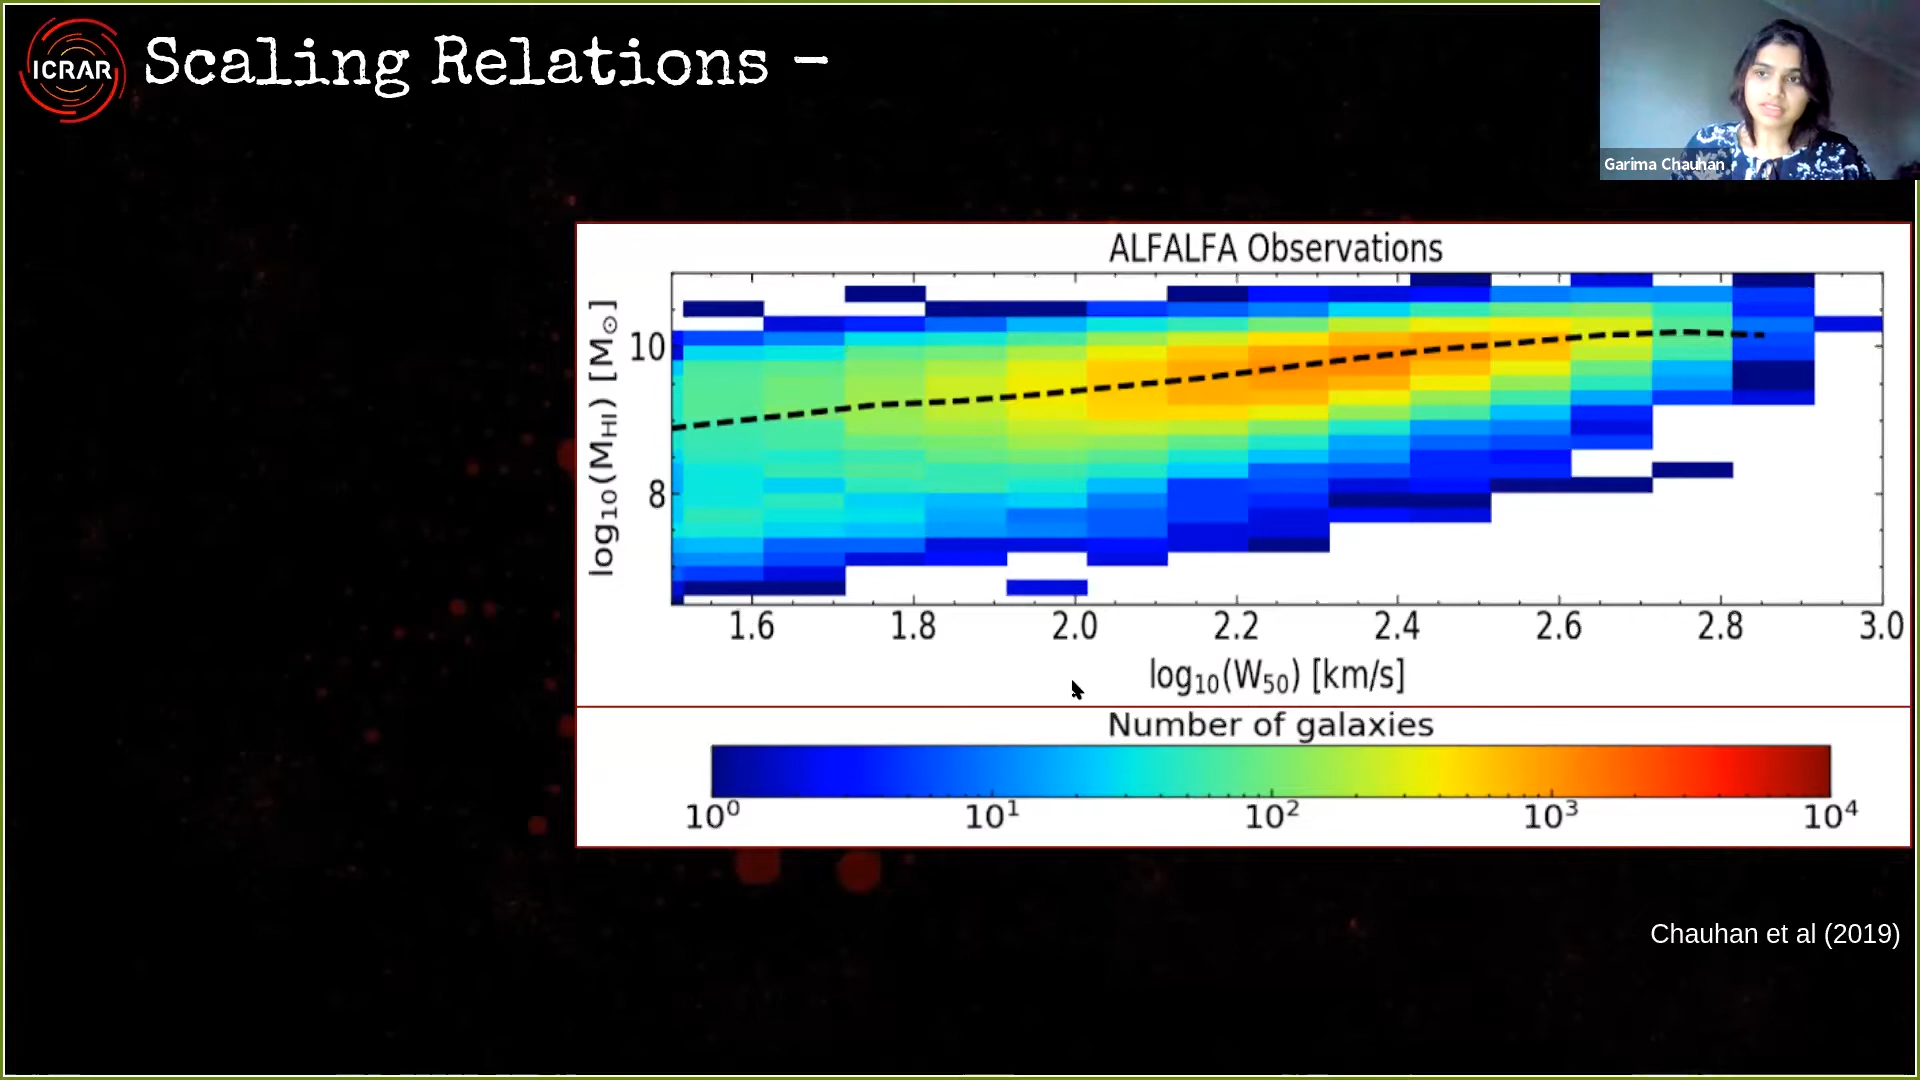 ICRAR
Scaling Relations -
Garima Chauhan
ALFALFA Observations
log₁₀(M_HI) [M_⊙]
10
8
1.6 1.8 2.0 2.2 2.4 2.6 2.8 3.0
log₁₀(W₅₀) [km/s]
Number of galaxies
10⁰ 10¹ 10² 10³ 10⁴
Chauhan et al (2019)